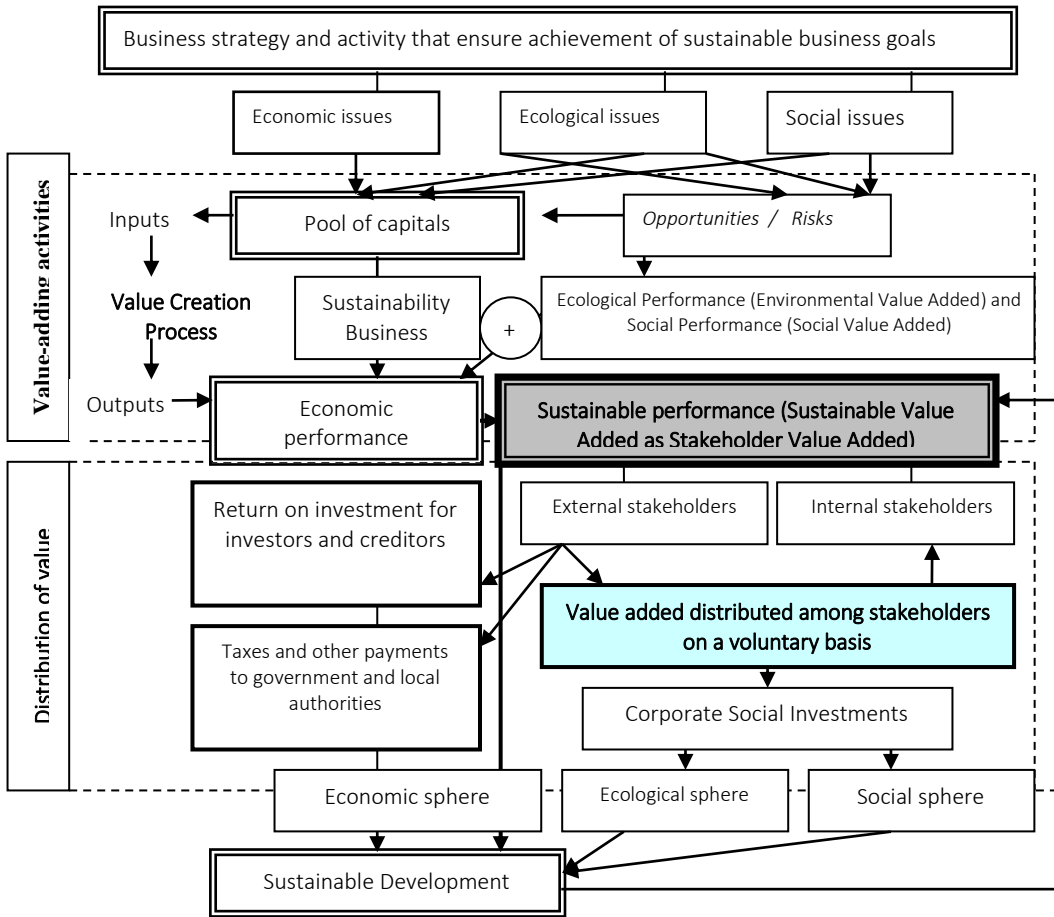 Business strategy and activity that ensure achievement of sustainable business goals
Economic issues
Ecological issues
Social issues
Value-adding activities
Inputs
Pool of capitals
Opportunities / Risks
Value Creation
Process
Sustainability
Business
+
Ecological Performance (Environmental Value Added) and
Social Performance (Social Value Added)
Outputs
Economic
performance
Sustainable performance (Sustainable Value
Added as Stakeholder Value Added)
Distribution of value
Return on investment for
investors and creditors
External stakeholders
Internal stakeholders
Value added distributed among stakeholders
on a voluntary basis
Taxes and other payments
to government and local
authorities
Corporate Social Investments
Economic sphere
Ecological sphere
Social sphere
Sustainable Development